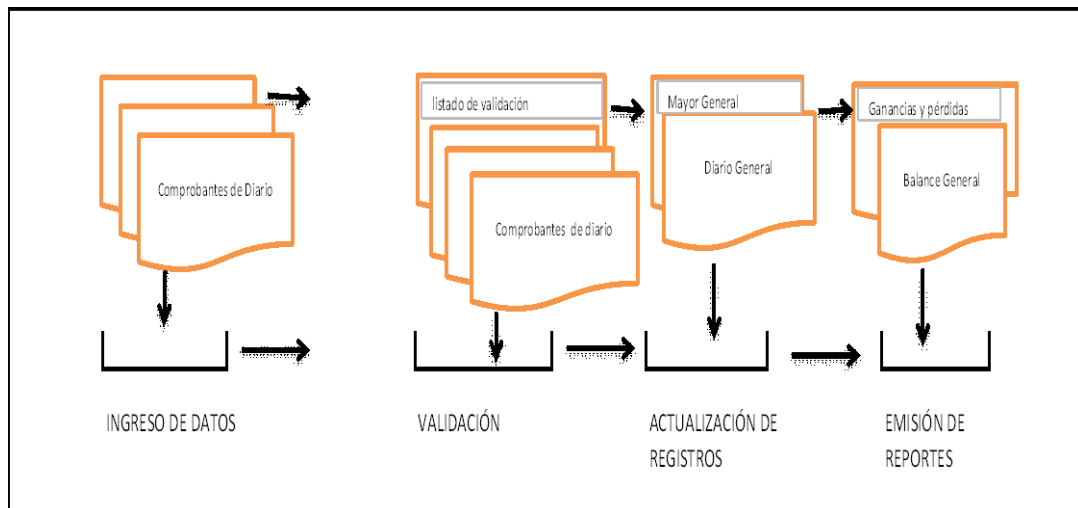 listado de validación
Mayor General
Ganancias y pérdidas
Comprobantes de Diario
Diario General
Balance General
Comprobantes de diario
INGRESO DE DATOS
VALIDACIÓN
ACTUALIZACIÓN DE
REGISTROS
EMISIÓN DE
REPORTES